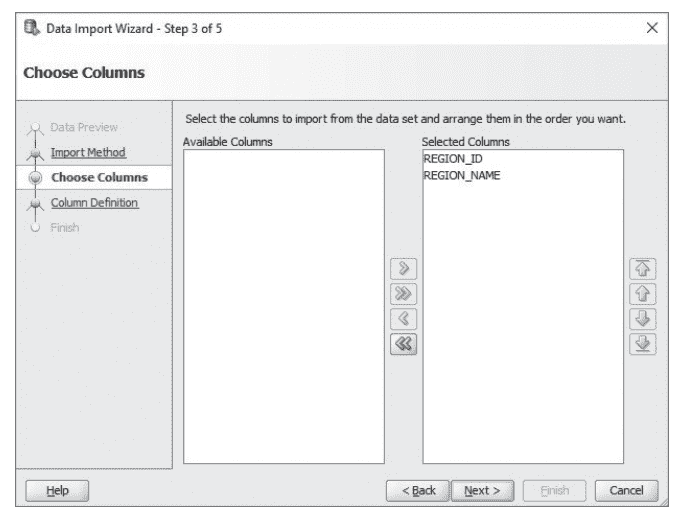 Data Import Wizard - Step 3 of 5
Choose Columns
Data Preview
Import Method
Choose Columns
Column Definition
Finish
Select the columns to import from the data set and arrange them in the order you want.
Available Columns
Selected Columns
REGION_ID
REGION_NAME
Help
< Back
Next >
Finish
Cancel